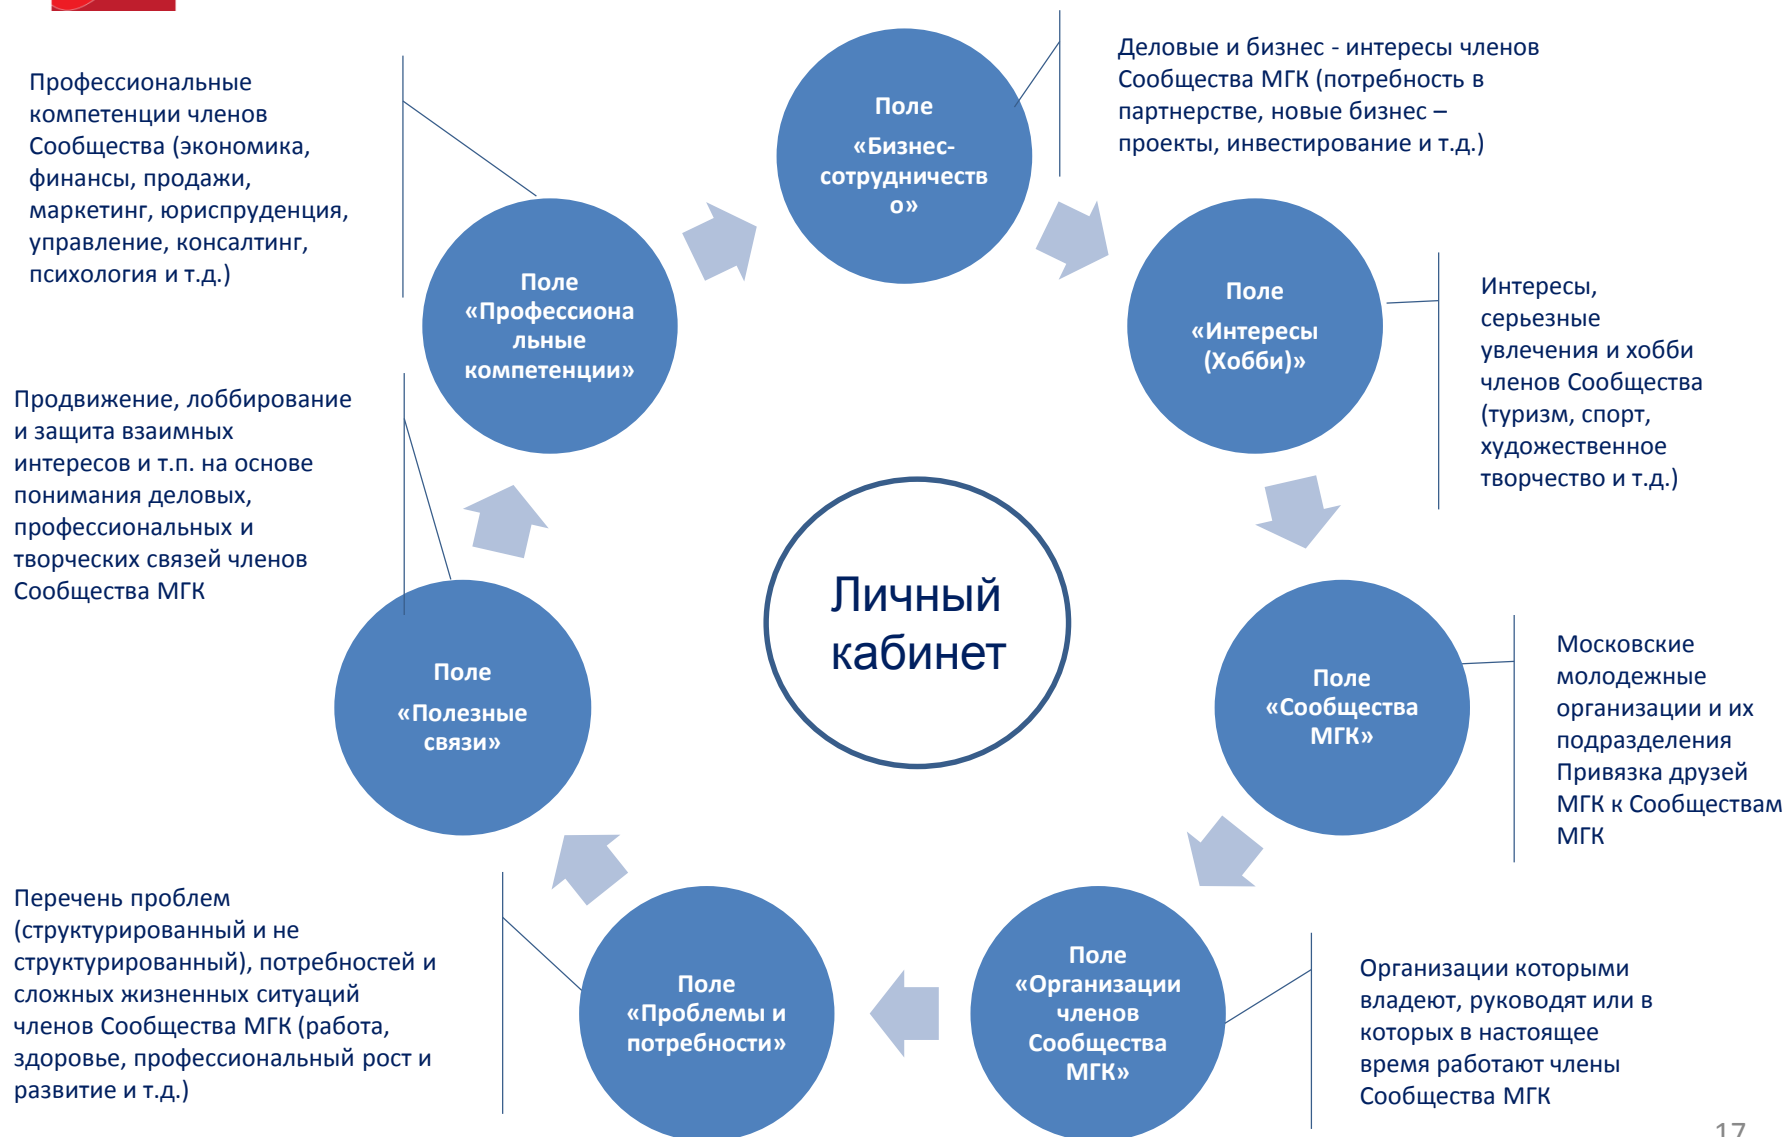 Профессиональные
компетенции членов
Сообщества (экономика,
финансы, продажи,
маркетинг, юриспруденция,
управление, консалтинг,
психология и т.д.)
Поле
«Бизнес-
сотрудничеств
о»
Деловые и бизнес - интересы членов
Сообщества МГК (потребность в
партнерстве, новые бизнес –
проекты, инвестирование и т.д.)
Поле
«Профессиона
льные
компетенции»
Поле
«Интересы
(Хобби)»
Интересы,
серьезные
увлечения и хобби
членов Сообщества
(туризм, спорт,
художественное
творчество и т.д.)
Продвижение, лоббирование
и защита взаимных
интересов и т.п. на основе
понимания деловых,
профессиональных и
творческих связей членов
Сообщества МГК
Личный
кабинет
Поле
«Полезные
связи»
Поле
«Сообщества
МГК»
Московские
молодежные
организации и их
подразделения
Привязка друзей
МГК к Сообществам
МГК
Перечень проблем
(структурированный и не
структурированный), потребностей и
сложных жизненных ситуаций
членов Сообщества МГК (работа,
здоровье, профессиональный рост и
развитие и т.д.)
Поле
«Проблемы и
потребности»
Поле
«Организации
членов
Сообщества
МГК»
Организации которыми
владеют, руководят или в
которых в настоящее
время работают члены
Сообщества МГК
17